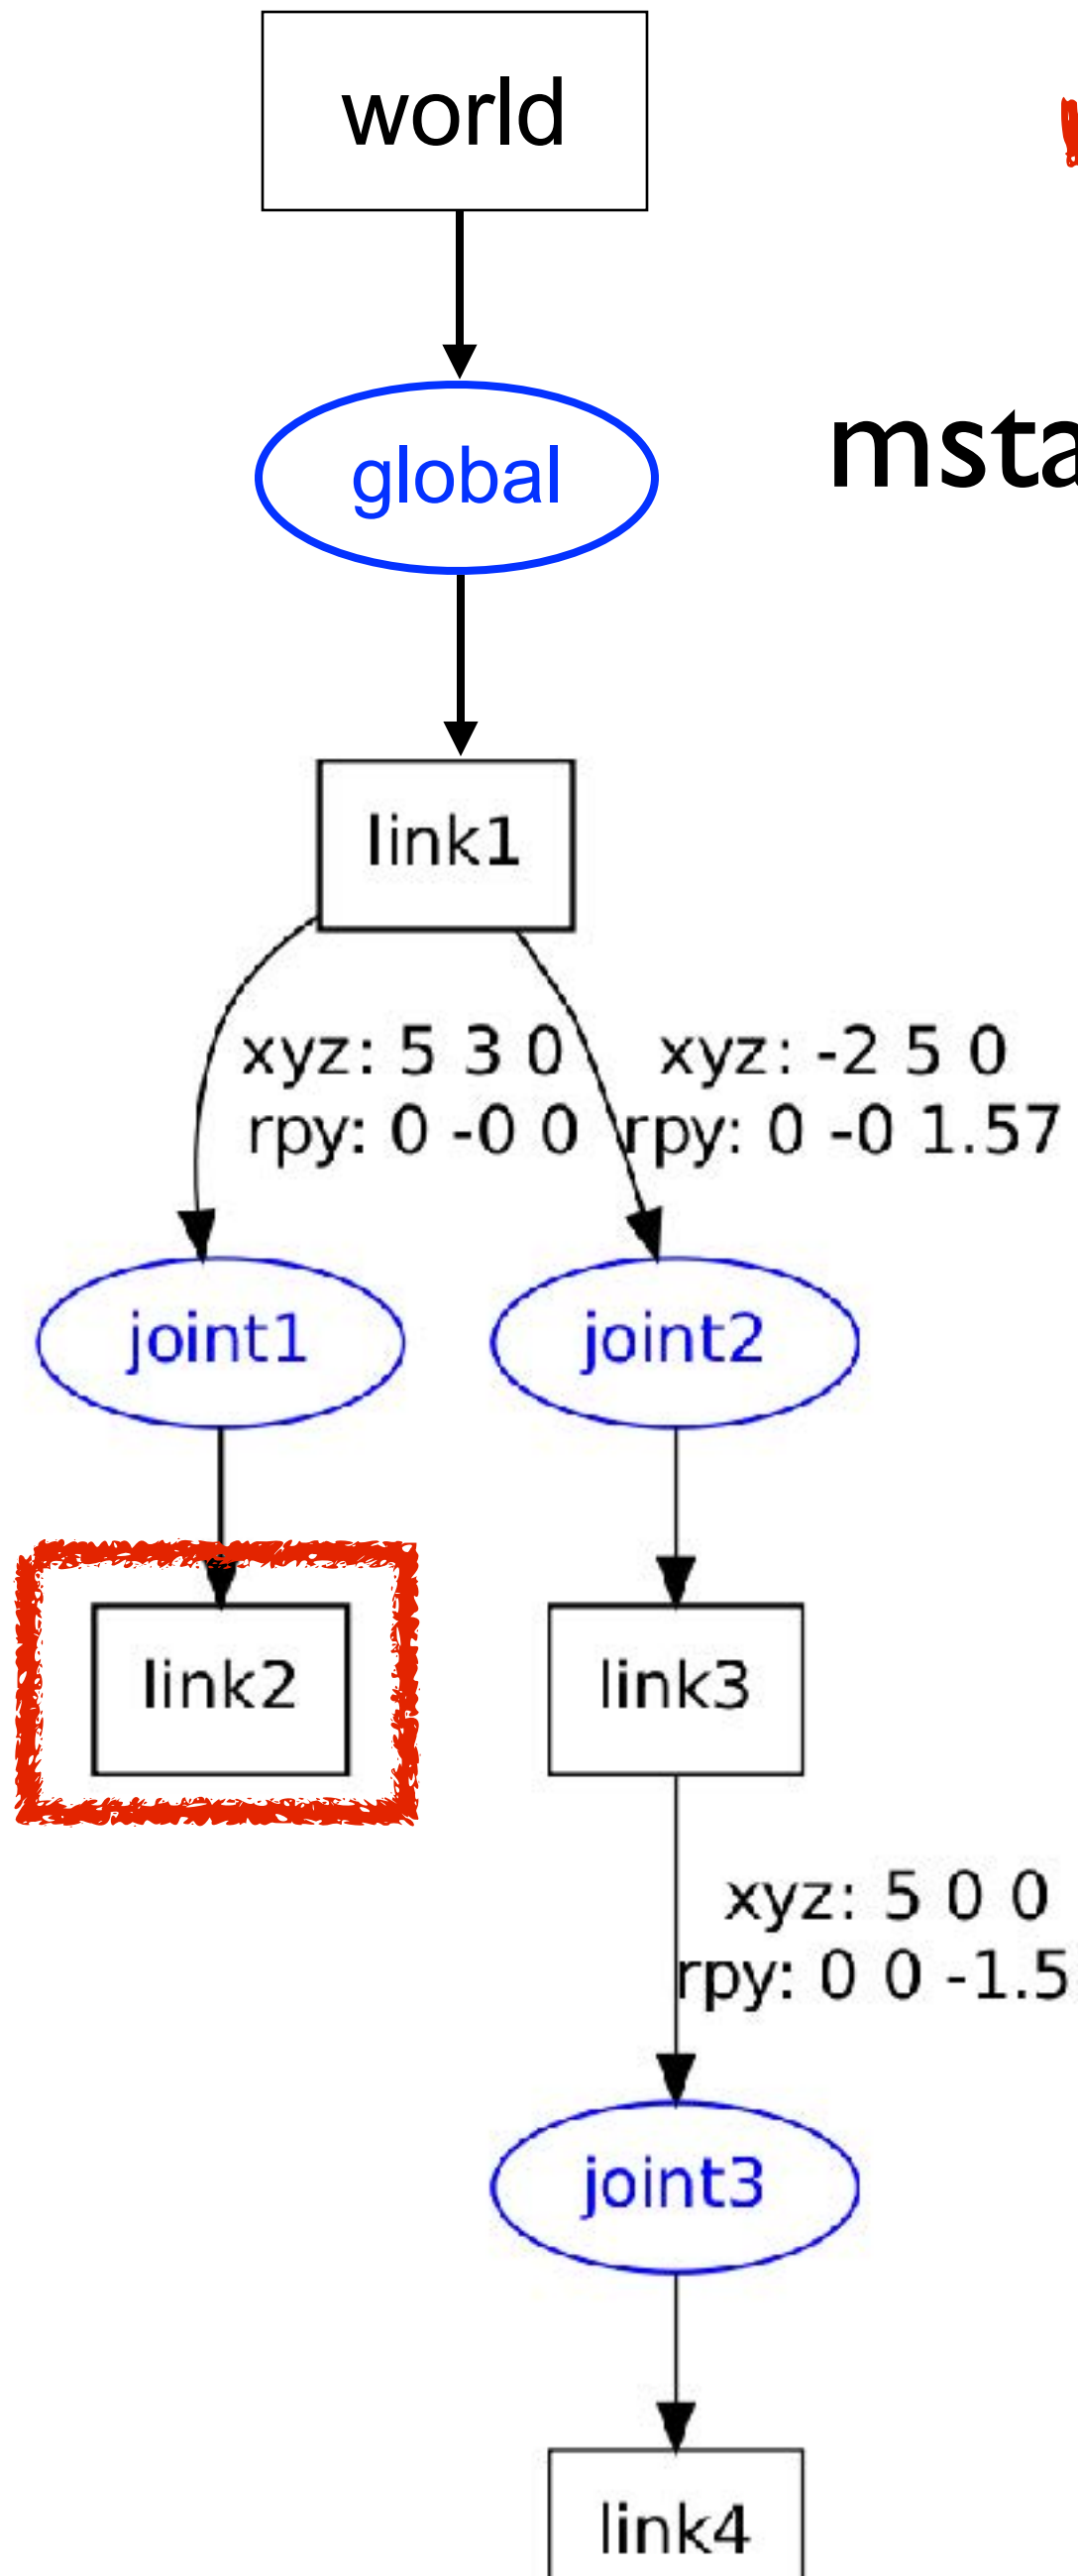 world
global
msta
link1
xyz: 5 3 0
rpy: 0 -0 0
xyz: -2 5 0
rpy: 0 -0 1.57
joint1
joint2
link2
link3
xyz: 5 0 0
rpy: 0 0 -1.5
joint3
link4